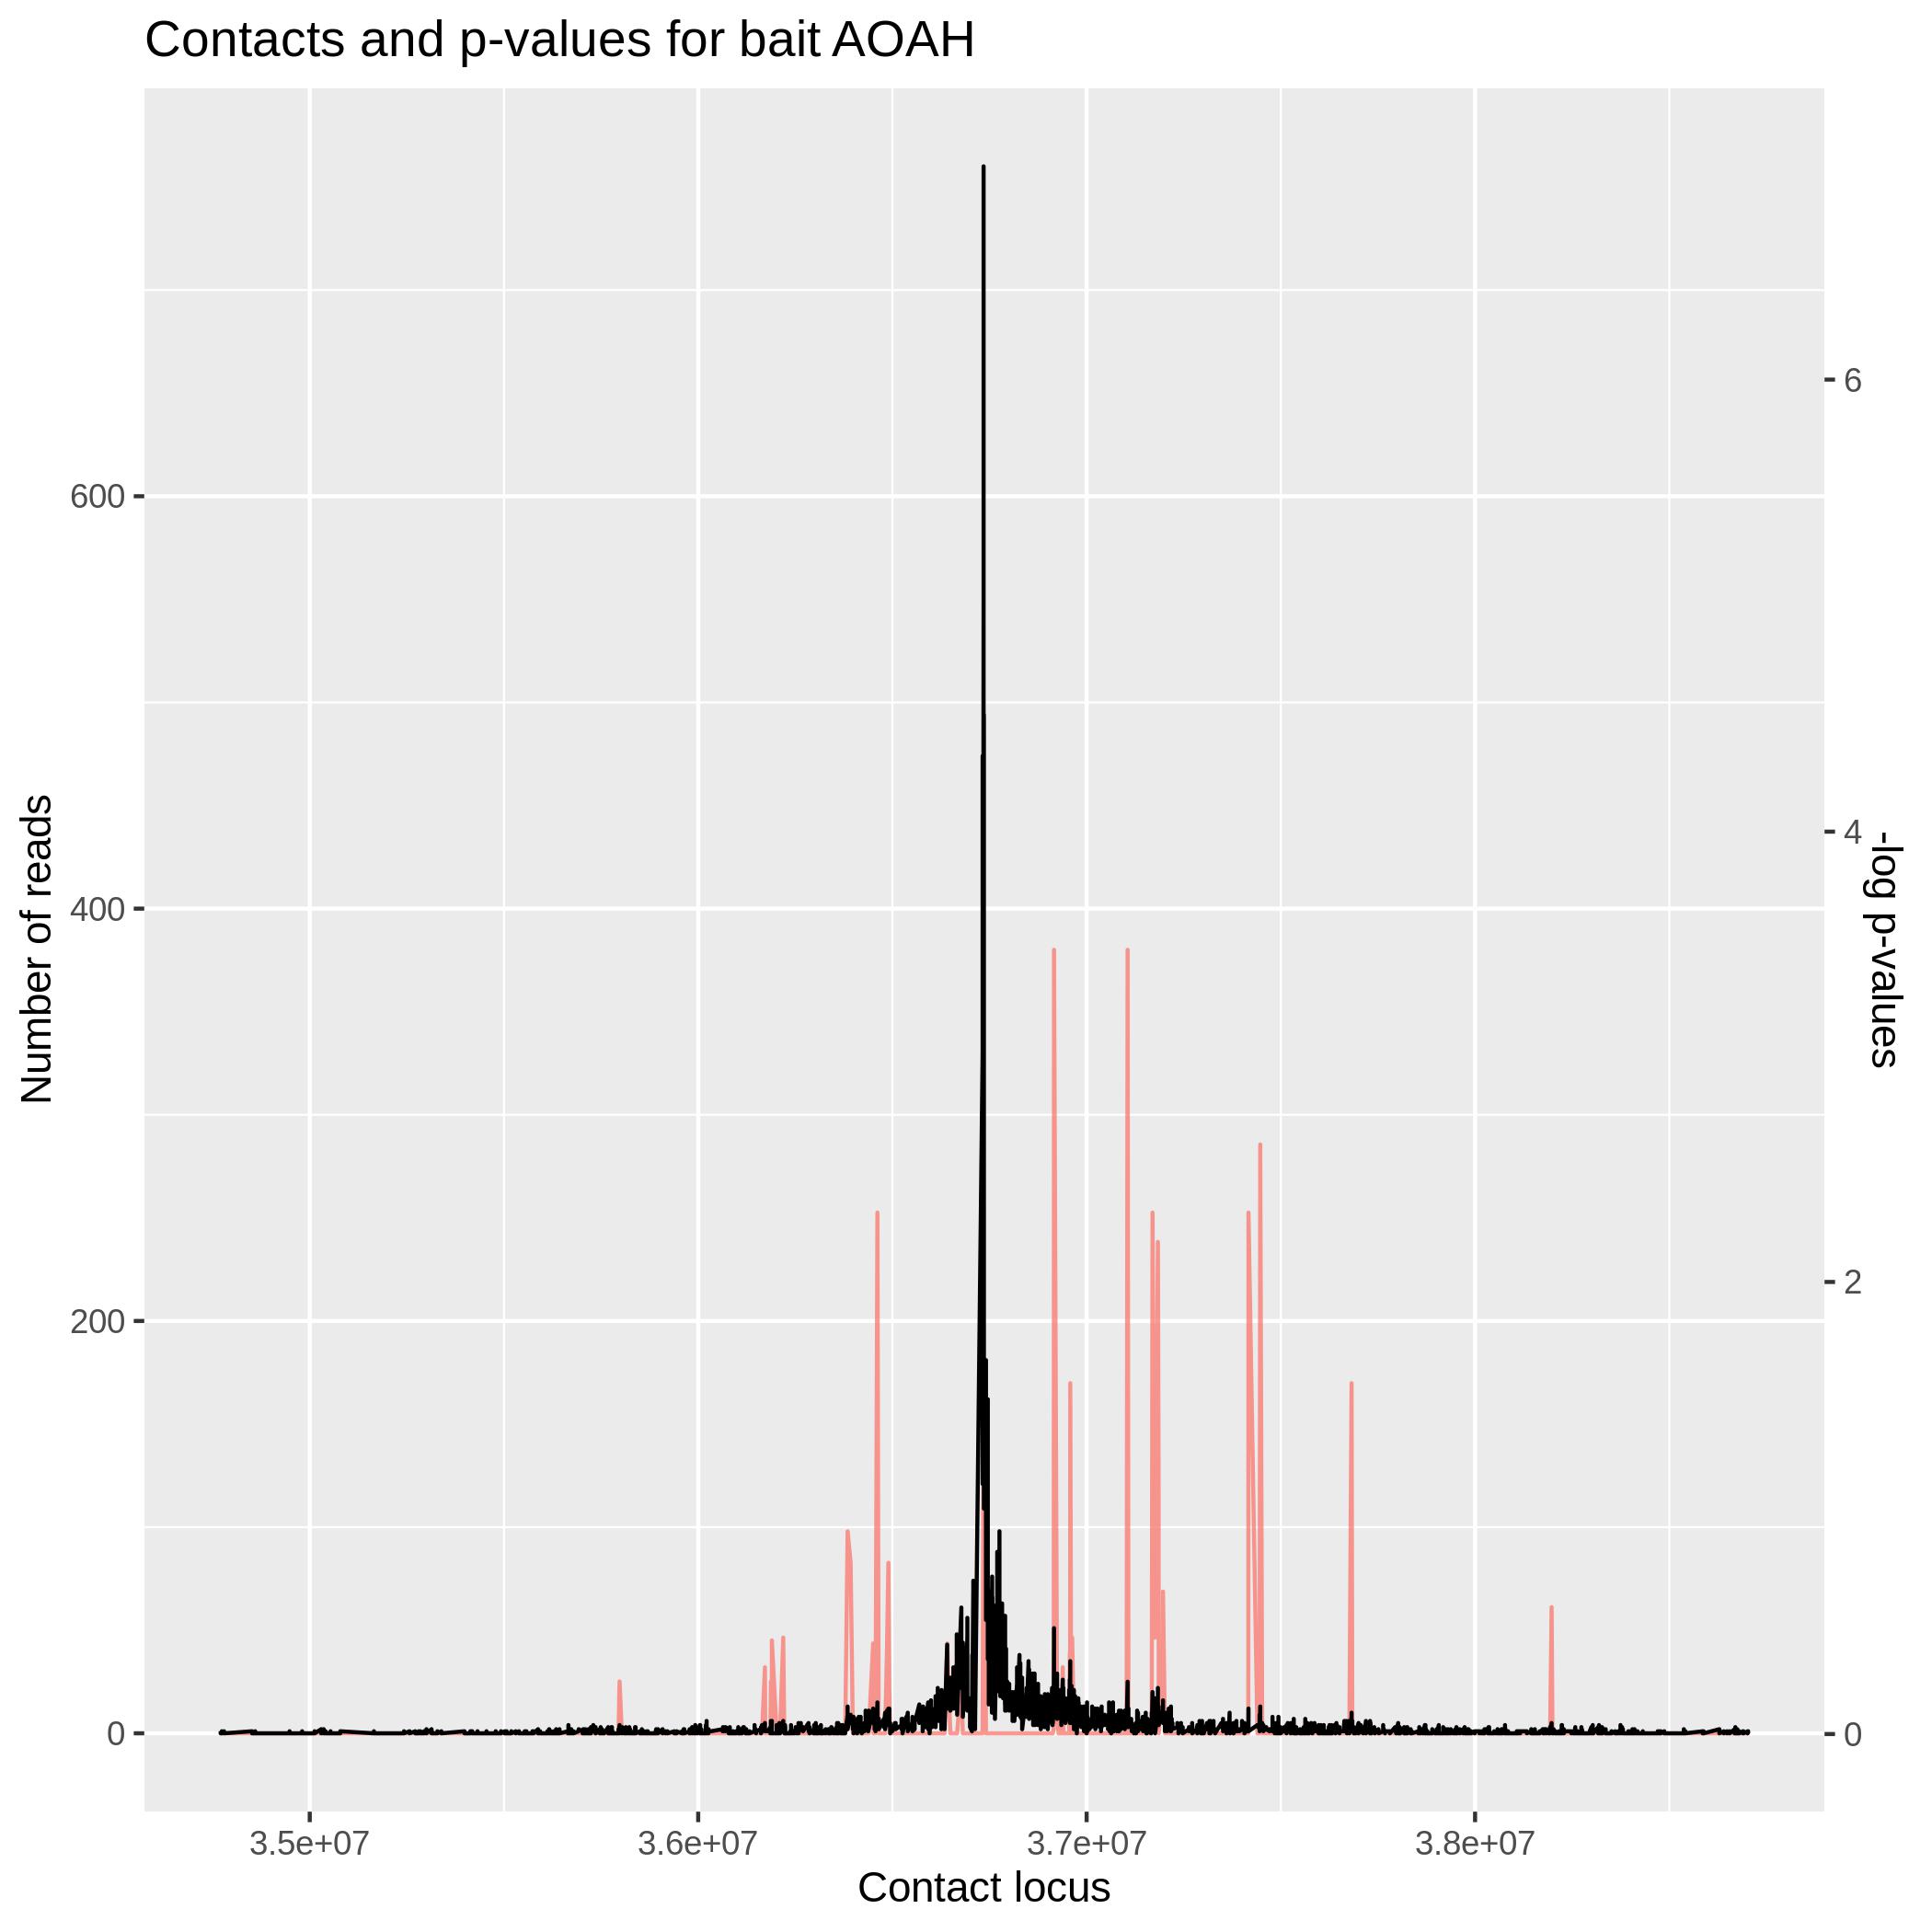 Contacts and p-values for bait AOAH
Number of reads
600
400
200
0
6
4
2
0
-log p-values
3.5e+07
3.6e+07
3.7e+07
3.8e+07
Contact locus